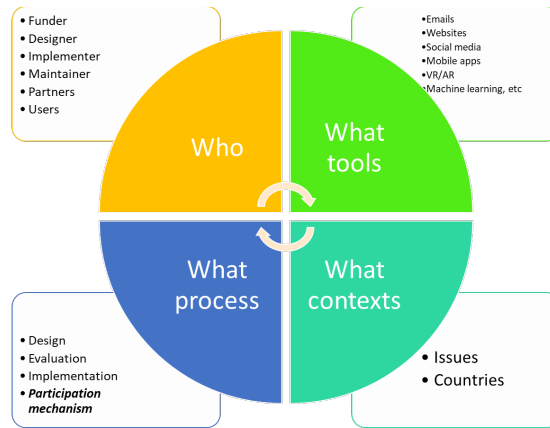 • Funder
• Designer
• Implementer
• Maintainer
• Partners
• Users
•Emails
•Websites
•Social media
•Mobile apps
•VR/AR
•Machine learning, etc
Who
What
tools
What
process
What
contexts
• Design
• Evaluation
• Implementation
• Participation
mechanism
• Issues
• Countries